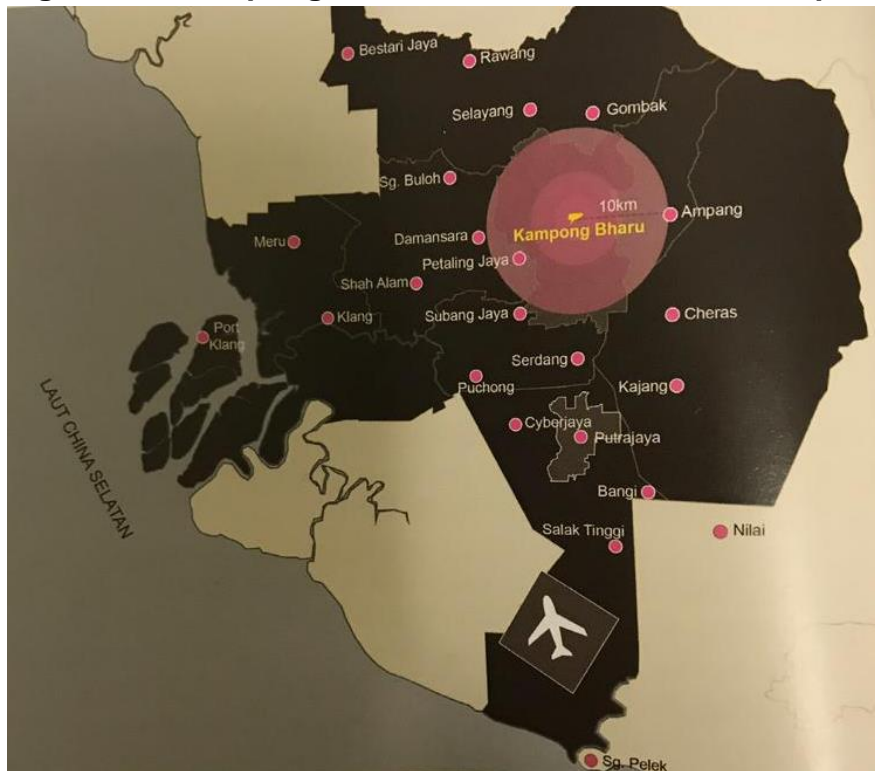 Bestari Jaya
Rawang
Selayang
Gombak
Sg. Buloh
10km
Ampang
Kampong Bharu
Meru
Damansara
Petaling Jaya
Shah Alam
Klang
Subang Jaya
Cheras
Port
Klang
Serdang
Puchong
Kajang
LAUT CHINA SELATAN
Cyberjaya
Putrajaya
Bangi
Salak Tinggi
Nilai
Sg. Pelek